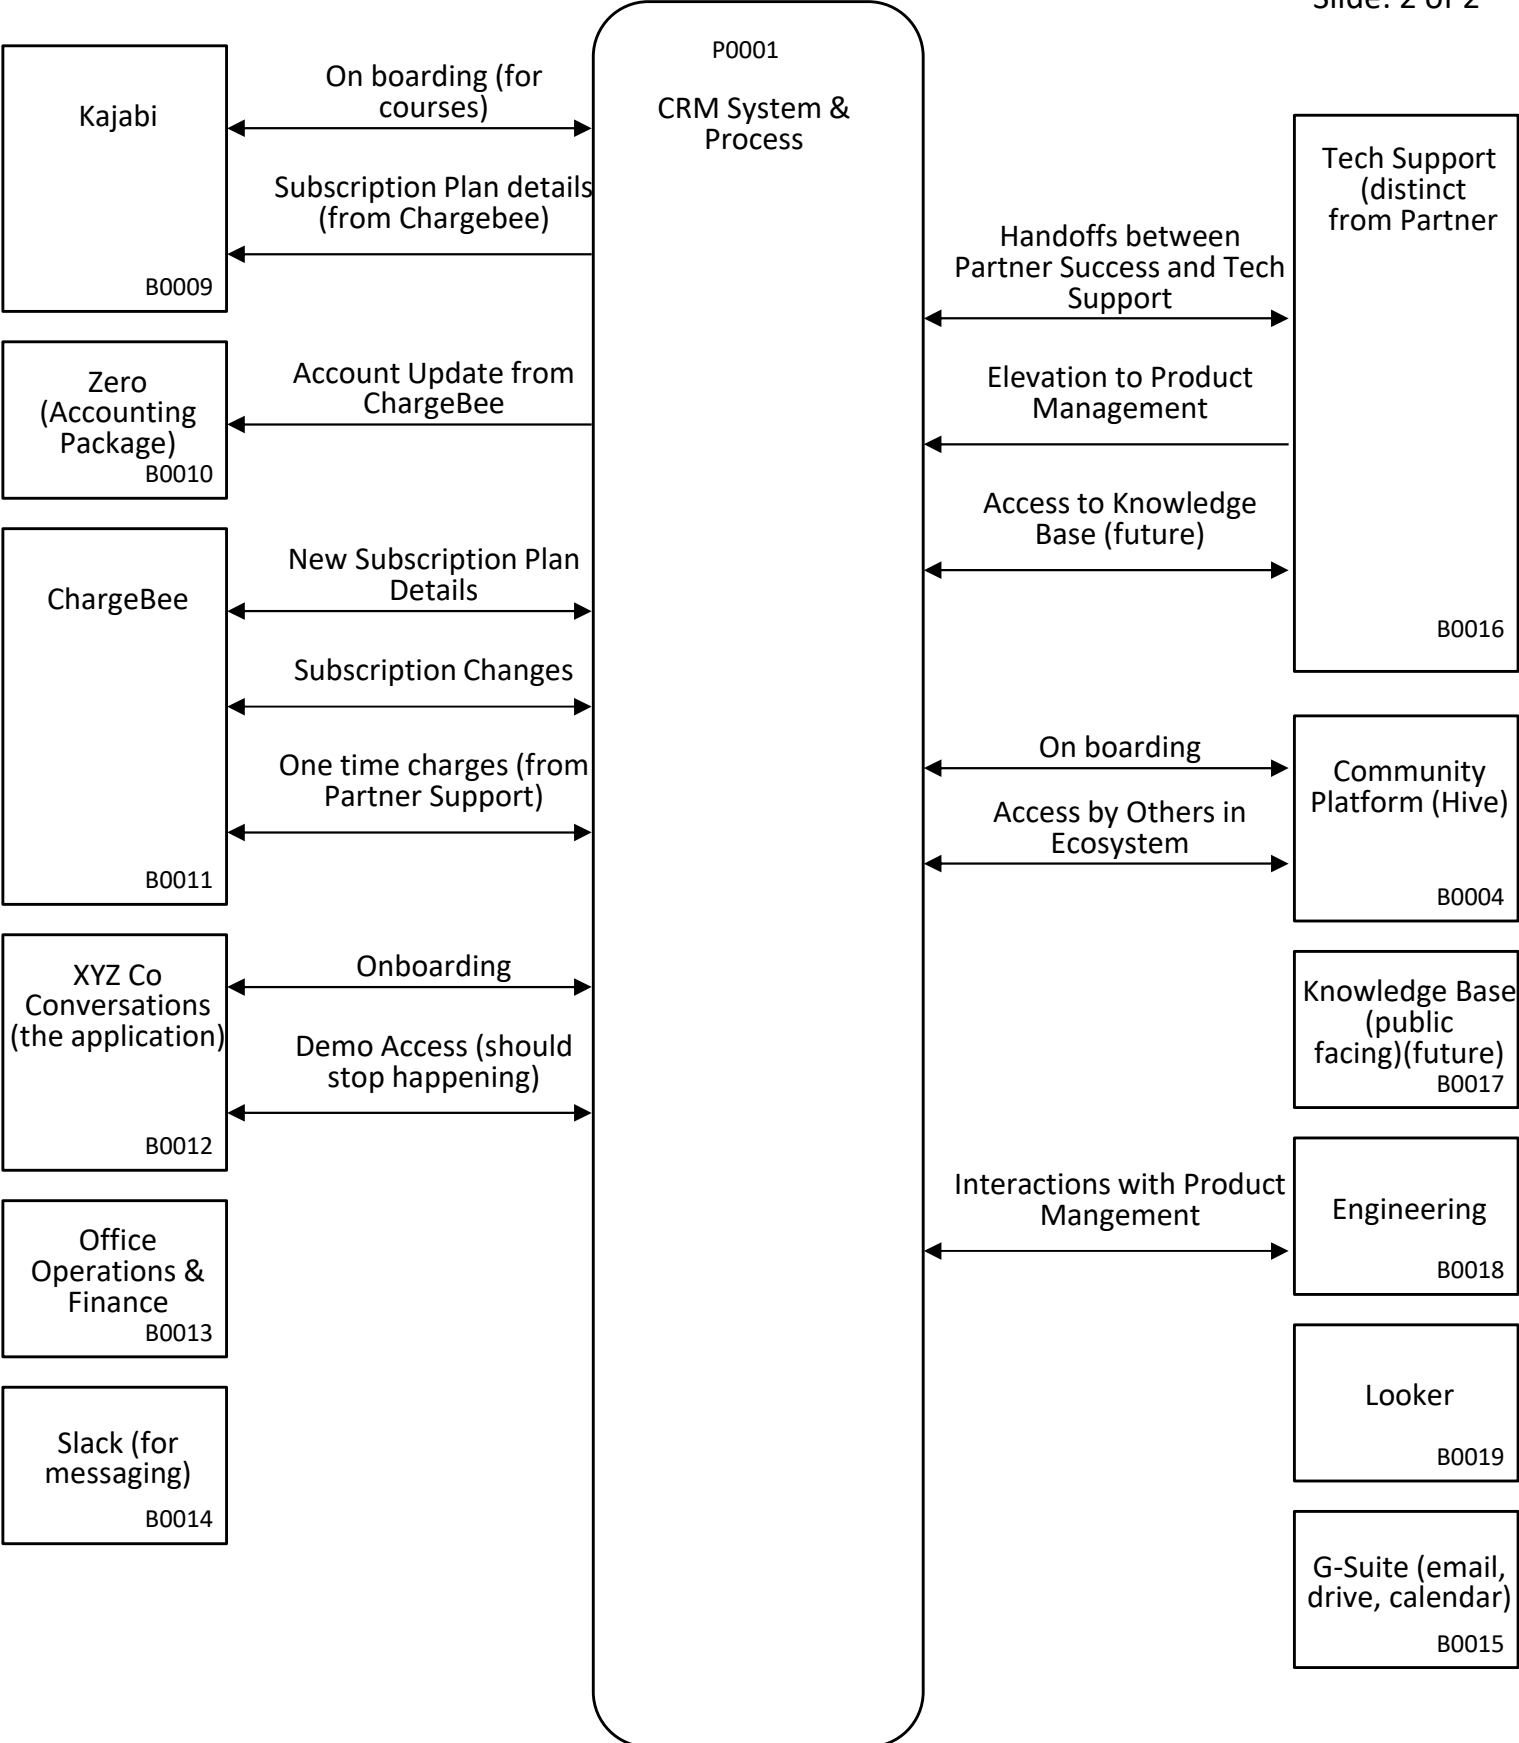 Slide: 2 of 2
P0001
CRM System &
Process
Kajabi
B0009
On boarding (for
courses)
Subscription Plan details
(from Chargebee)
Zero
(Accounting
Package)
B0010
Account Update from
ChargeBee
ChargeBee
B0011
New Subscription Plan
Details
Subscription Changes
One time charges (from
Partner Support)
XYZ Co
Conversations
(the application)
B0012
Onboarding
Demo Access (should
stop happening)
Office
Operations &
Finance
B0013
Slack (for
messaging)
B0014
Tech Support
(distinct
from Partner
B0016
Handoffs between
Partner Success and Tech
Support
Elevation to Product
Management
Access to Knowledge
Base (future)
On boarding
Access by Others in
Ecosystem
Community
Platform (Hive)
B0004
Knowledge Base
(public
facing)(future)
B0017
Interactions with Product
Mangement
Engineering
B0018
Looker
B0019
G-Suite (email,
drive, calendar)
B0015